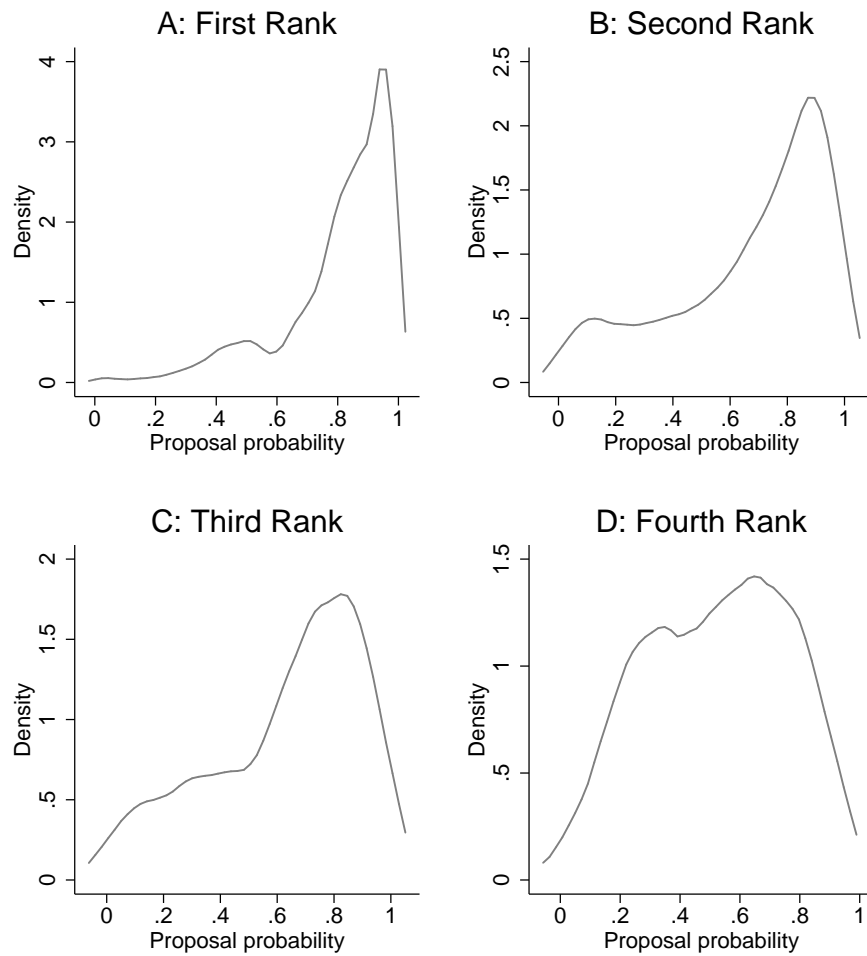 A: First Rank
Density
0
1
2
3
4
0 .2 .4 .6 .8 1
Proposal probability
B: Second Rank
Density
0
.5
1
1.5
2
2.5
0 .2 .4 .6 .8 1
Proposal probability
C: Third Rank
Density
0
.5
1
1.5
2
0 .2 .4 .6 .8 1
Proposal probability
D: Fourth Rank
Density
0
.5
1
1.5
0 .2 .4 .6 .8 1
Proposal probability